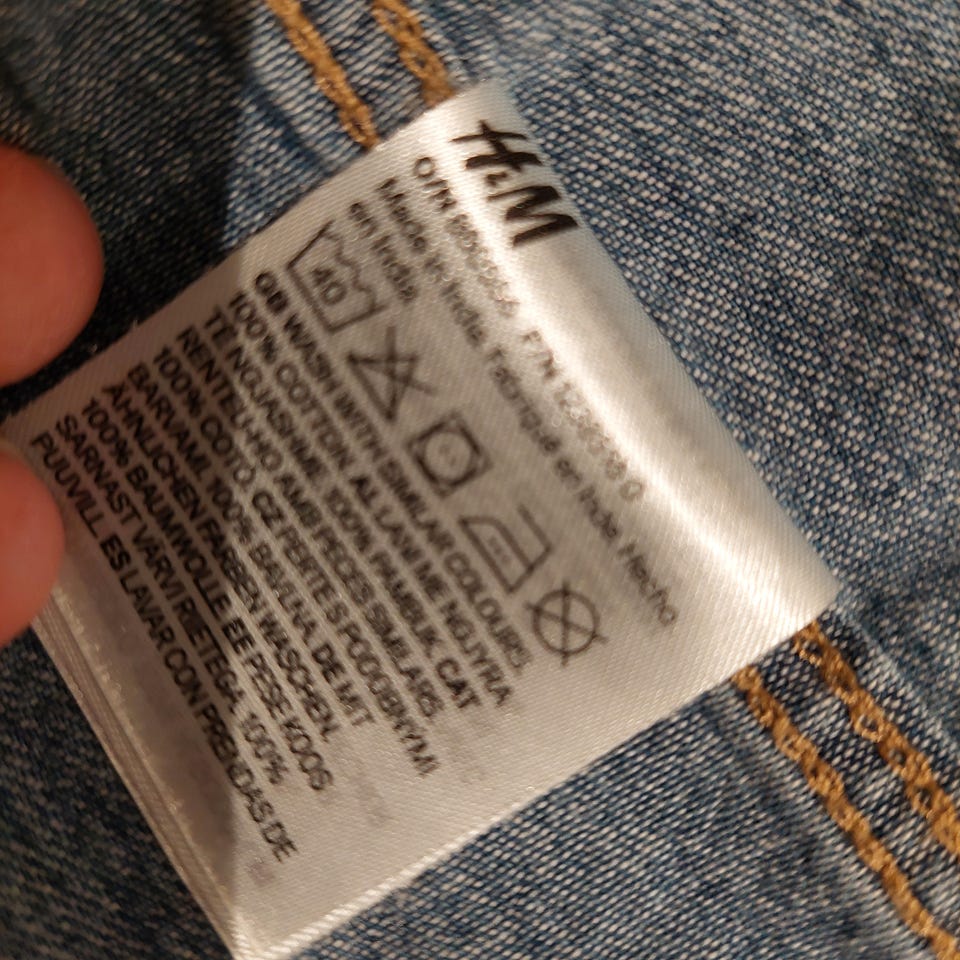 H&M
Made in India. Fabriqué en Inde. Hecho
en India.
40
GB WASH WITH SIMILAR COLOURS.
100% COTTON. AL LANI ME NGJYRA
TË NGJASHME. 100% PAMBUK. CAT
RENTEU-HO AMB PECES SIMILARS.
100% COTÓ. CZ PERTE S PODOBNÝMI
BARVAMI. 100% BAVLNA. DE MIT
ÄHNLICHEN FARBEN WASCHEN.
100% BAUMWOLLE. EE PESE KOOS
SARNAST VÄRVI RIIETEGA. 100%
PUUVILL. ES LAVAR CON PRENDAS DE